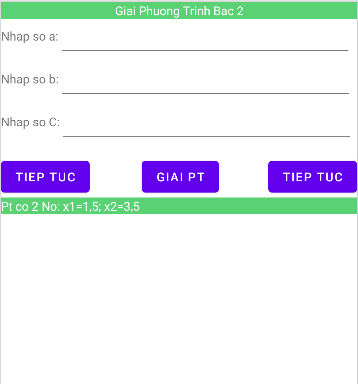 Giai Phuong Trinh Bac 2
Nhap so a:
Nhap so b:
Nhap so C:
TIEP TUC GIAI PT TIEP TUC
Pt co 2 No: x1=1,5; x2=3,5